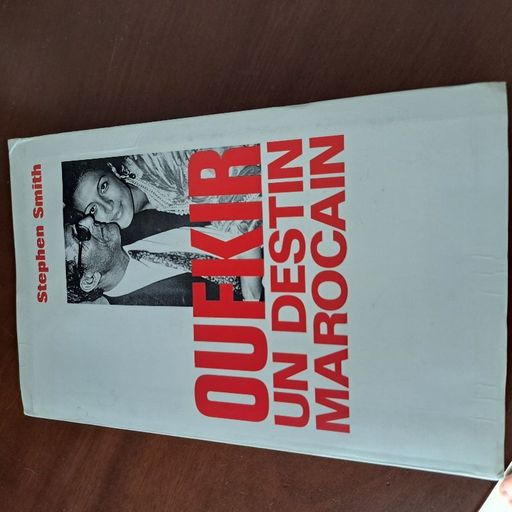 Stephen Smith
OUFKIR
UN DESTIN
MAROCAIN